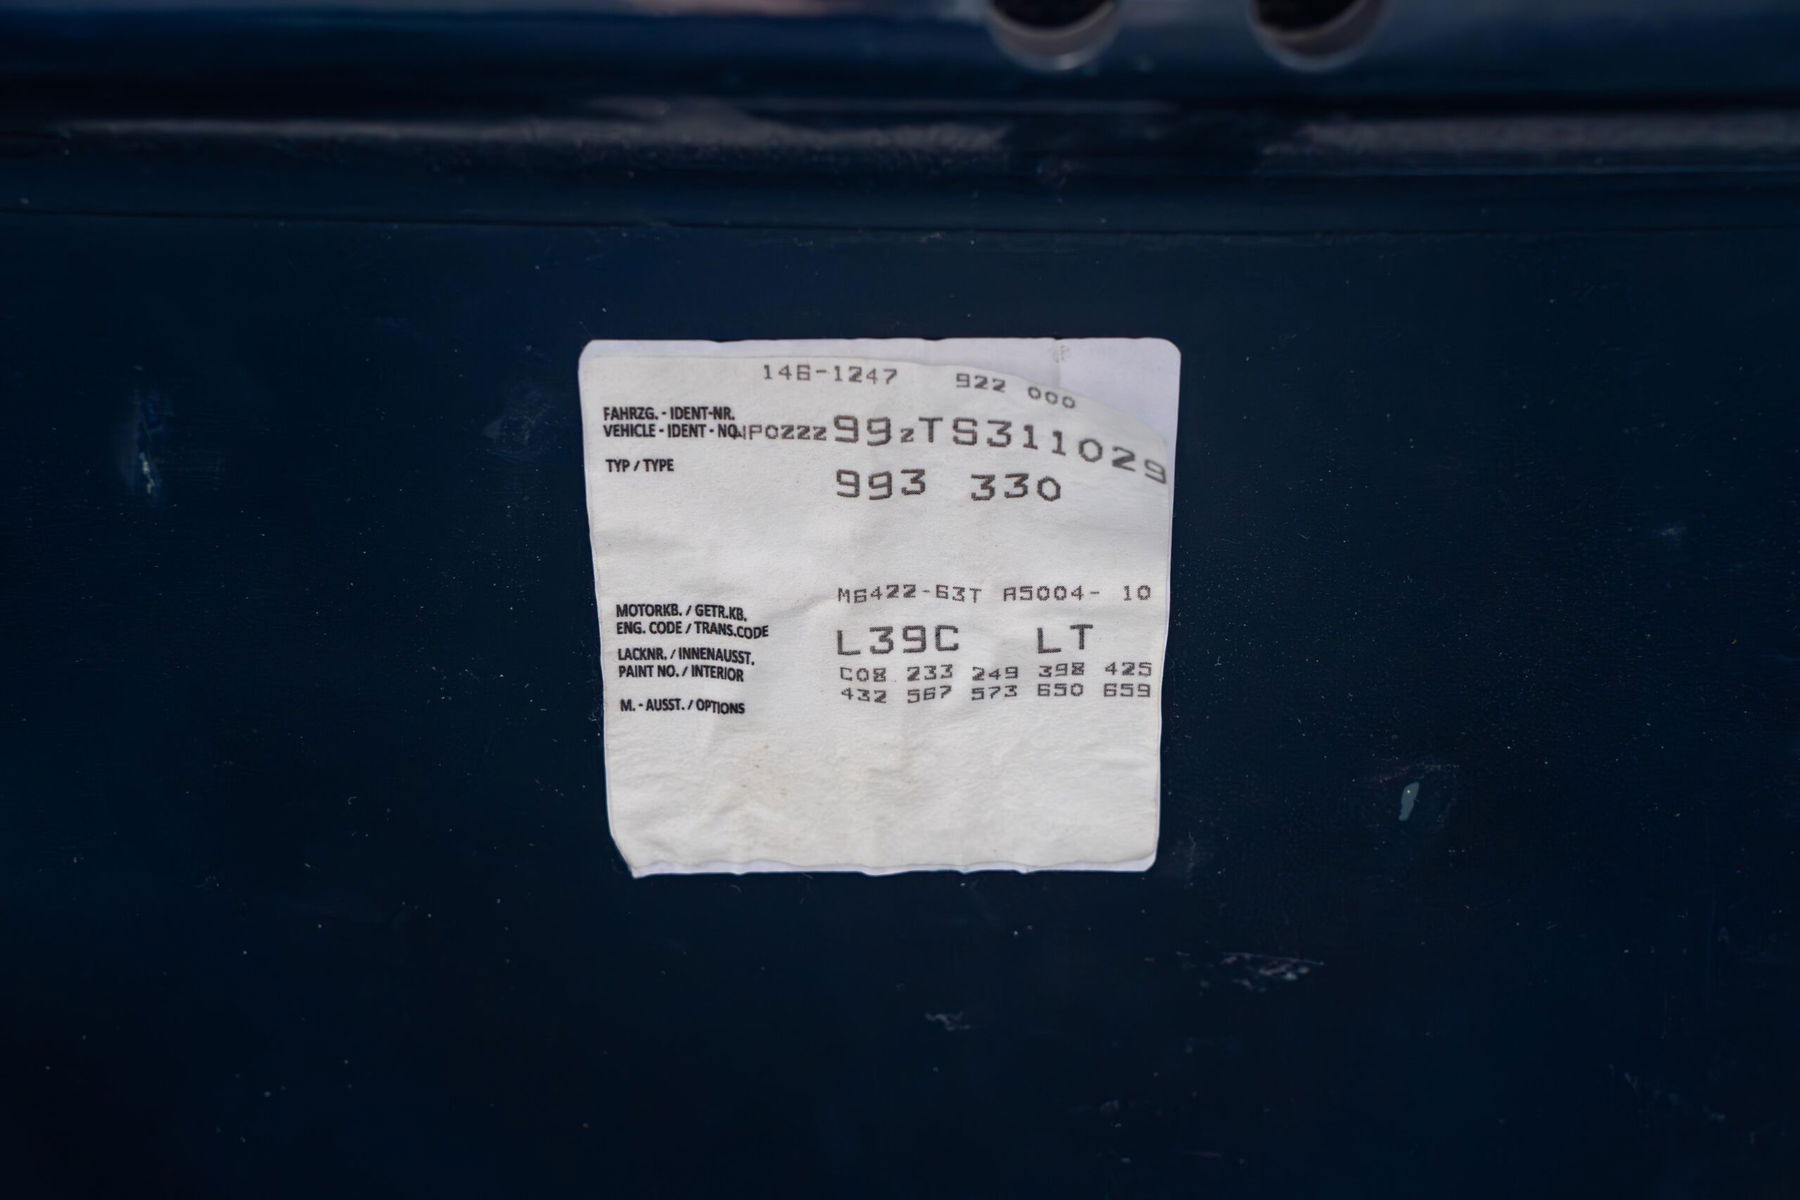 146-1247 922 000
FAHRZG. - IDENT-NR.
VEHICLE - IDENT - NO. WP0ZZZ99ZTS311029
TYP / TYPE 993 330
M6422-63T A5004- 10
MOTORKB. / GETR.KB.
ENG. CODE / TRANS.CODE L39C LT
LACKNR. / INNENAUSST.
PAINT NO. / INTERIOR C08 233 249 398 425
432 567 573 650 659
M. - AUSST. / OPTIONS